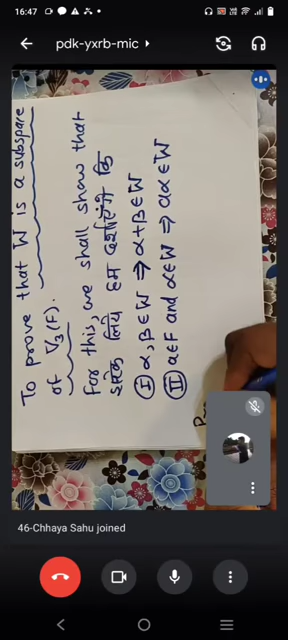 16:47
pdk-yxrb-mic
To prove that W is a subspace
of V₃(F).
For this, we shall show that
इसके लिये हम दर्शायेंगे कि
I α, β ∈ W ⇒ α+β ∈ W
II a ∈ F and α ∈ W ⇒ aα ∈ W
46-Chhaya Sahu joined